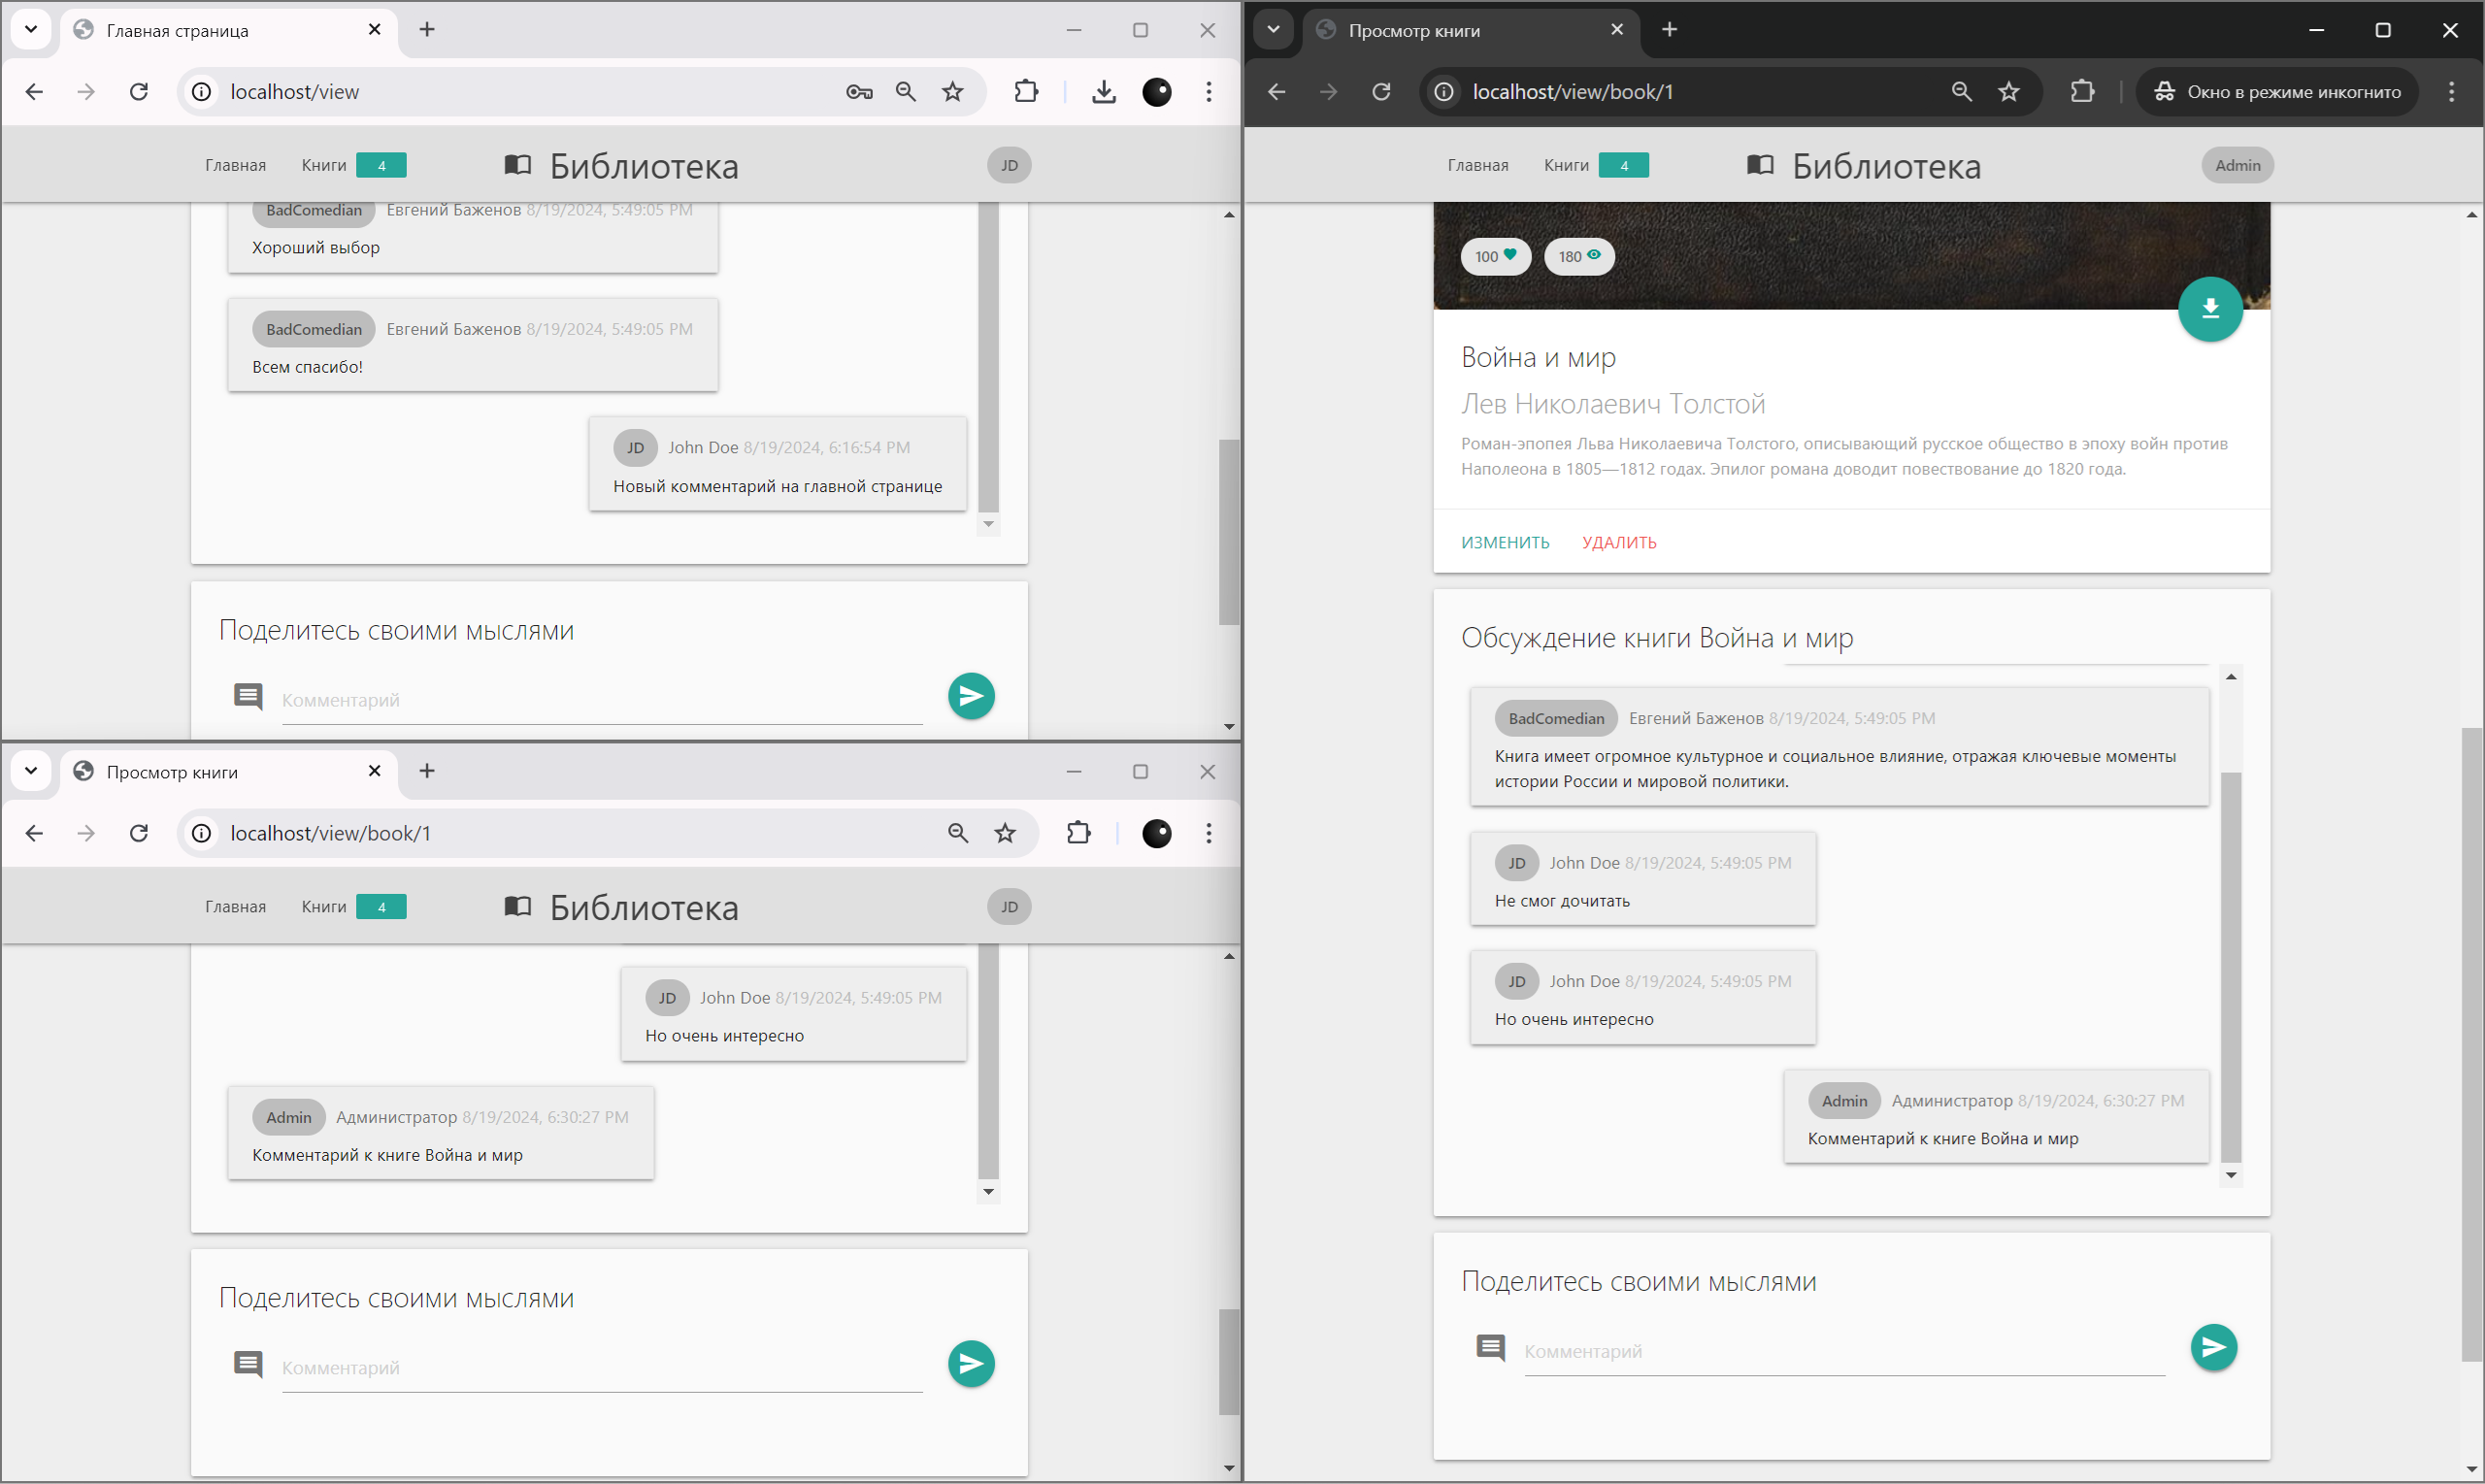 Главная страница
localhost/view
Главная
Книги 4
Библиотека
JD
BadComedian Евгений Баженов 8/19/2024, 5:49:05 PM
Хороший выбор
BadComedian Евгений Баженов 8/19/2024, 5:49:05 PM
Всем спасибо!
JD John Doe 8/19/2024, 6:16:54 PM
Новый комментарий на главной странице
Поделитесь своими мыслями
Комментарий
Просмотр книги
localhost/view/book/1
Главная
Книги 4
Библиотека
JD
JD John Doe 8/19/2024, 5:49:05 PM
Но очень интересно
Admin Администратор 8/19/2024, 6:30:27 PM
Комментарий к книге Война и мир
Поделитесь своими мыслями
Комментарий
Просмотр книги
localhost/view/book/1
Окно в режиме инкогнито
Главная
Книги 4
Библиотека
Admin
100
180
Война и мир
Лев Николаевич Толстой
Роман-эпопея Льва Николаевича Толстого, описывающий русское общество в эпоху войн против
Наполеона в 1805—1812 годах. Эпилог романа доводит повествование до 1820 года.
ИЗМЕНИТЬ
УДАЛИТЬ
Обсуждение книги Война и мир
BadComedian Евгений Баженов 8/19/2024, 5:49:05 PM
Книга имеет огромное культурное и социальное влияние, отражая ключевые моменты
истории России и мировой политики.
JD John Doe 8/19/2024, 5:49:05 PM
Не смог дочитать
JD John Doe 8/19/2024, 5:49:05 PM
Но очень интересно
Admin Администратор 8/19/2024, 6:30:27 PM
Комментарий к книге Война и мир
Поделитесь своими мыслями
Комментарий